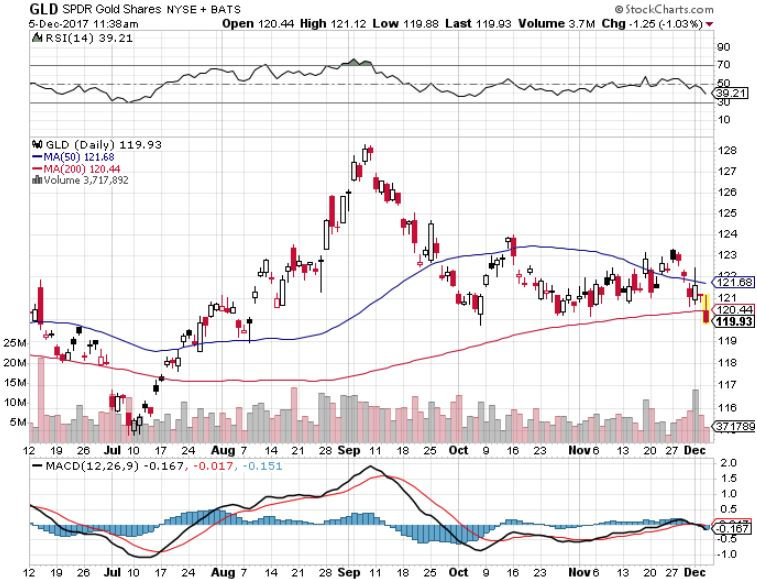 GLD SPDR Gold Shares NYSE + BATS © StockCharts.com
5-Dec-2017 11:38am Open 120.44 High 121.12 Low 119.88 Last 119.93 Volume 3.7M Chg -1.25 (-1.03%)
RSI(14) 39.21
90
70
50
39.21
30
10
GLD (Daily) 119.93
MA(50) 121.68
MA(200) 120.44
Volume 3,717,892
128
127
126
125
124
123
122
121.68
121
120.44
119.93
119
118
117
116
371789
25M
20M
15M
10M
5M
12 19 26 Jul 10 17 24 Aug 7 14 21 28 Sep 11 18 25 Oct 9 16 23 Nov 6 13 20 27 Dec
MACD(12,26,9) -0.167, -0.017, -0.151
2.0
1.5
1.0
0.5
-0.167
-0.5
-1.0
12 19 26 Jul 10 17 24 Aug 7 14 21 28 Sep 11 18 25 Oct 9 16 23 Nov 6 13 20 27 Dec